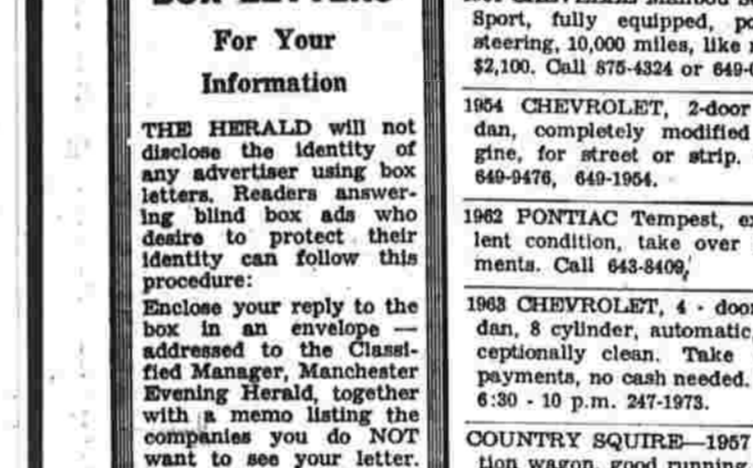 BOX LETTERS
For Your
Information
THE HERALD will not
disclose the identity of
any advertiser using box
letters. Readers answer-
ing blind box ads who
desire to protect their
identity can follow this
procedure:
Enclose your reply to the
box in an envelope —
addressed to the Classi-
fied Manager, Manchester
Evening Herald, together
with a memo listing the
companies you do NOT
want to see your letter.
Sport, fully equipped,
steering, 10,000 miles, like
$2,100. Call 875-4324 or
1954 CHEVROLET, 2-door
dan, completely modified
gine, for street or strip.
649-9476, 649-1954.
1962 PONTIAC Tempest,
lent condition, take over
ments. Call 643-8409,
1963 CHEVROLET, 4 - door
dan, 8 cylinder, automatic,
ceptionally clean. Take
payments, no cash needed.
6:30 - 10 p.m. 247-1973.
COUNTRY SQUIRE—1957
tion wagon, good running